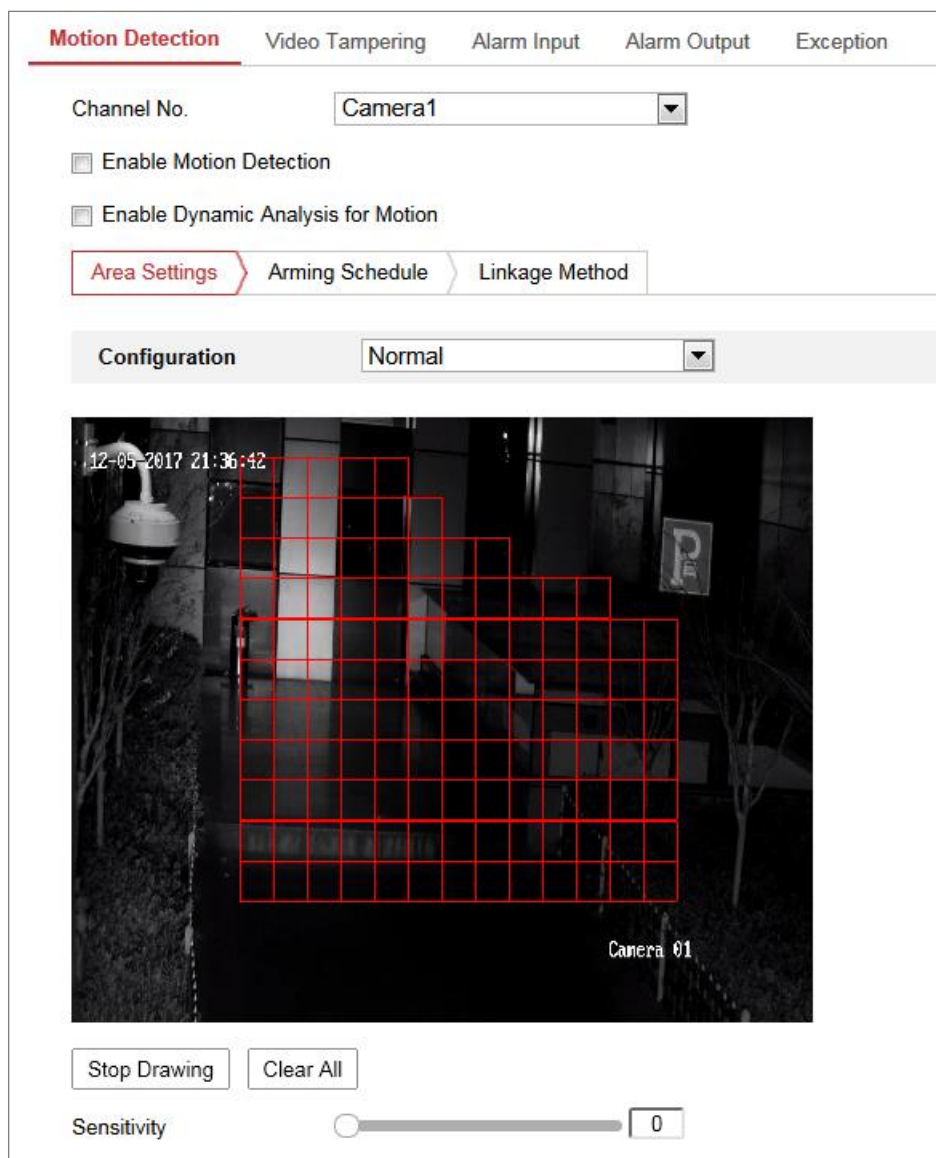 Motion Detection Video Tampering Alarm Input Alarm Output Exception
Channel No. Camera1
Enable Motion Detection
Enable Dynamic Analysis for Motion
Area Settings Arming Schedule Linkage Method
Configuration Normal
12-05-2017 21:36:42
P
Camera 01
Stop Drawing Clear All
Sensitivity 0